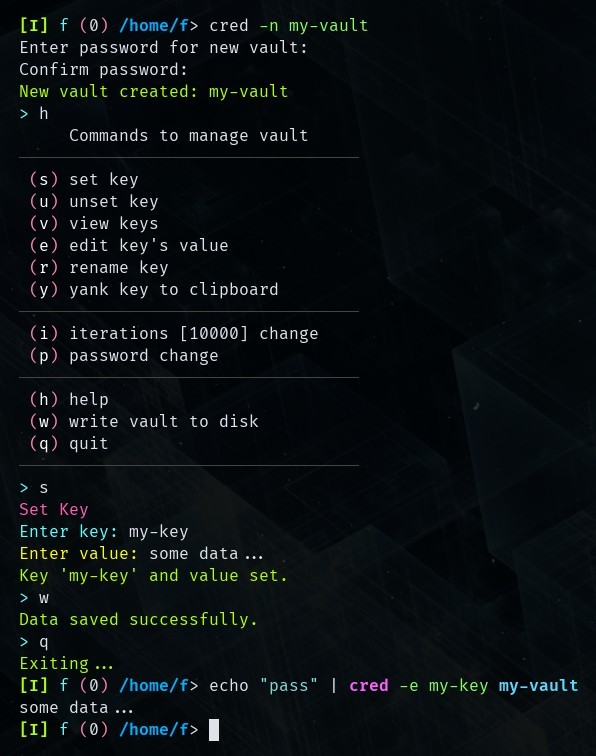 [I] f (0) /home/f> cred -n my-vault
Enter password for new vault:
Confirm password:
New vault created: my-vault
> h
Commands to manage vault
(s) set key
(u) unset key
(v) view keys
(e) edit key's value
(r) rename key
(y) yank key to clipboard
(i) iterations [10000] change
(p) password change
(h) help
(w) write vault to disk
(q) quit
> s
Set Key
Enter key: my-key
Enter value: some data...
Key 'my-key' and value set.
> w
Data saved successfully.
> q
Exiting...
[I] f (0) /home/f> echo "pass" | cred -e my-key my-vault
some data...
[I] f (0) /home/f>